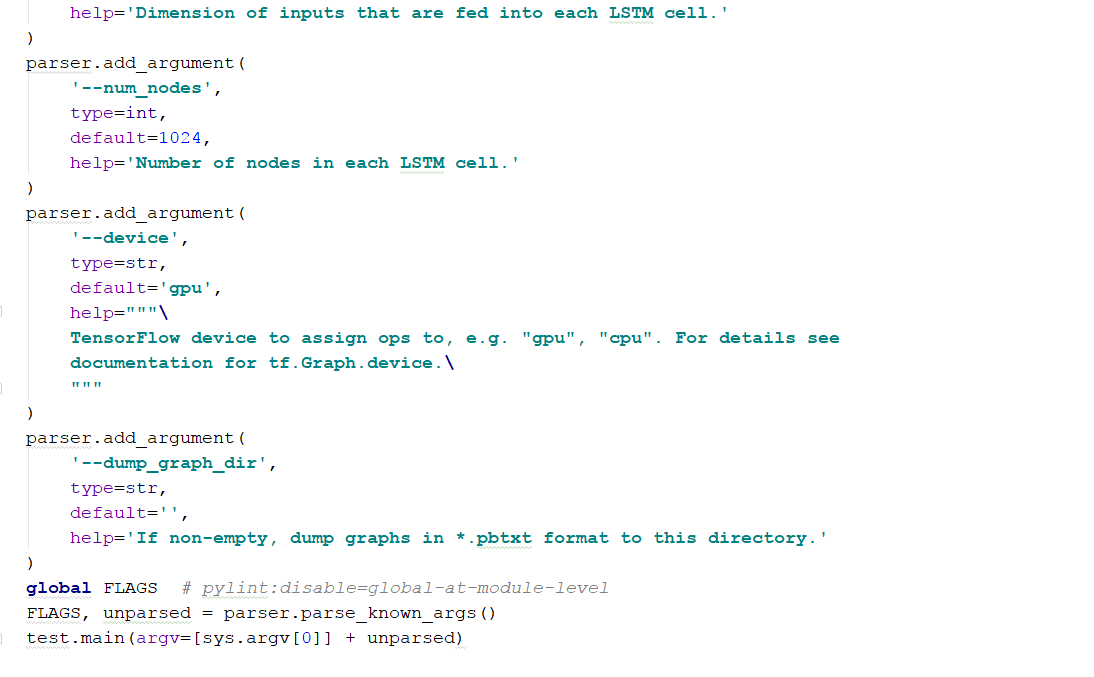 help='Dimension of inputs that are fed into each LSTM cell.'
)
parser.add_argument(
    '--num_nodes',
    type=int,
    default=1024,
    help='Number of nodes in each LSTM cell.'
)
parser.add_argument(
    '--device',
    type=str,
    default='gpu',
    help="""\
    TensorFlow device to assign ops to, e.g. "gpu", "cpu". For details see
    documentation for tf.Graph.device.\
    """
)
parser.add_argument(
    '--dump_graph_dir',
    type=str,
    default='',
    help='If non-empty, dump graphs in *.pbtxt format to this directory.'
)
global FLAGS  # pylint:disable=global-at-module-level
FLAGS, unparsed = parser.parse_known_args()
test.main(argv=[sys.argv[0]] + unparsed)